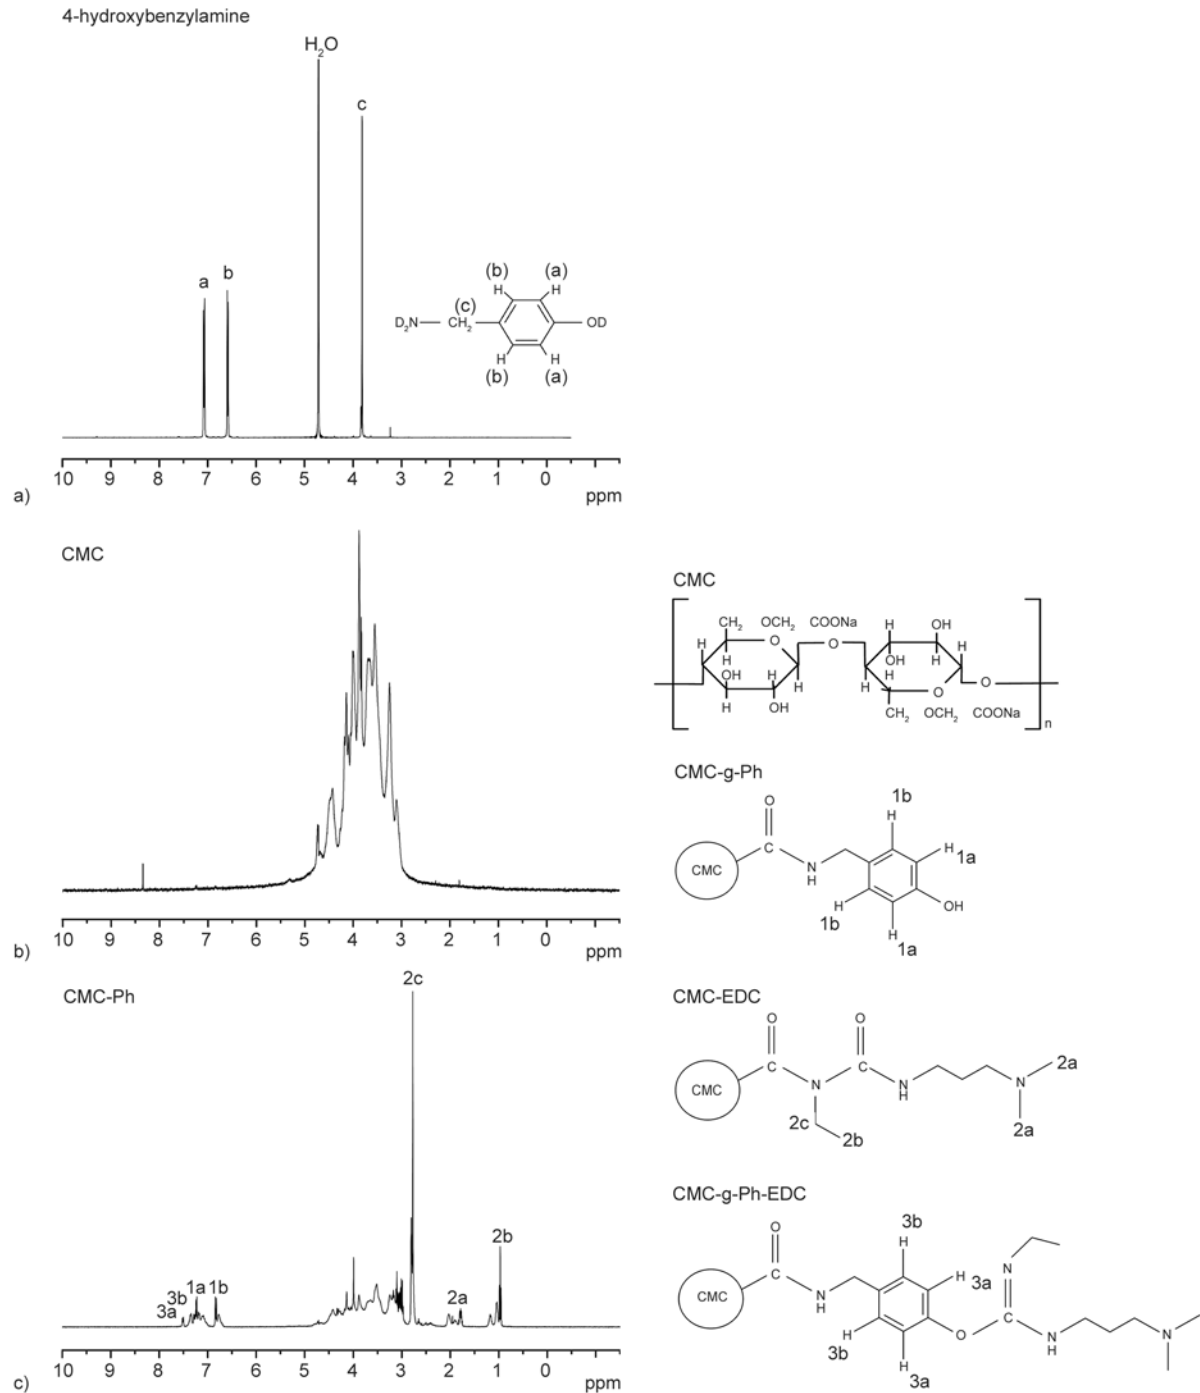 4-hydroxybenzylamine
H2O
c
a
b
(b) (a)
H H
(c)
D2N CH2 OD
H H
(b) (a)
10 9 8 7 6 5 4 3 2 1 0
ppm
a)
CMC
10 9 8 7 6 5 4 3 2 1 0
ppm
b)
CMC
CH2 OCH2 COONa H OH
H O O H
H OH
OH H H H
O O
H OH CH2 OCH2 COONa
n
CMC-g-Ph
O 1b
H
C H
1a
CMC N
H
H OH
1b H
1a
CMC-Ph
2c
2b
1a 1b
3b
3a
2a
10 9 8 7 6 5 4 3 2 1 0
ppm
c)
CMC-EDC
O O
C C 2a
CMC N N N
H
2c 2b 2a
CMC-g-Ph-EDC
O 3b
H
C H N
3a
CMC N C
H
H O N N
3b H H
3a